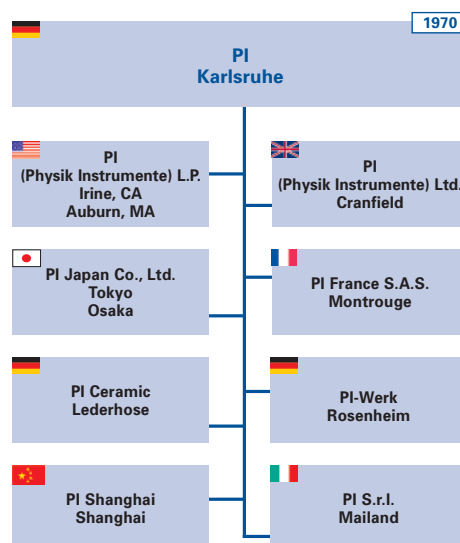 1970
PI
Karlsruhe
PI
(Physik Instrumente) L.P.
Irine, CA
Auburn, MA
PI
(Physik Instrumente) Ltd.
Cranfield
PI Japan Co., Ltd.
Tokyo
Osaka
PI France S.A.S.
Montrouge
PI Ceramic
Lederhose
PI-Werk
Rosenheim
PI Shanghai
Shanghai
PI S.r.l.
Mailand